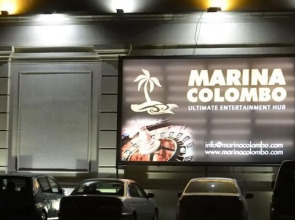 MARINA
COLOMBO
ULTIMATE ENTERTAINMENT HUB
info@marinacolombo.com
www.marinacolombo.com